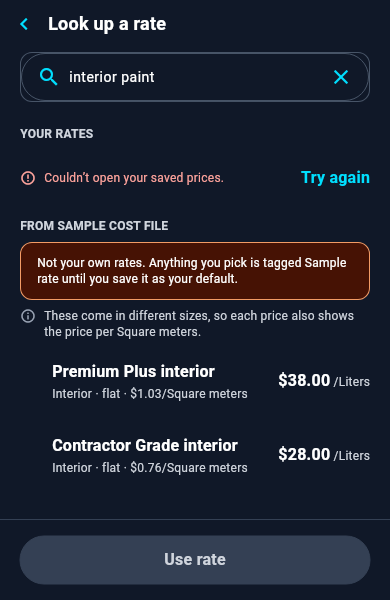 Look up a rate
interior paint
YOUR RATES
Couldn't open your saved prices.
Try again
FROM SAMPLE COST FILE
Not your own rates. Anything you pick is tagged Sample
rate until you save it as your default.
These come in different sizes, so each price also shows
the price per Square meters.
Premium Plus interior
$38.00 /Liters
Interior · flat · $1.03/Square meters
Contractor Grade interior
$28.00 /Liters
Interior · flat · $0.76/Square meters
Use rate